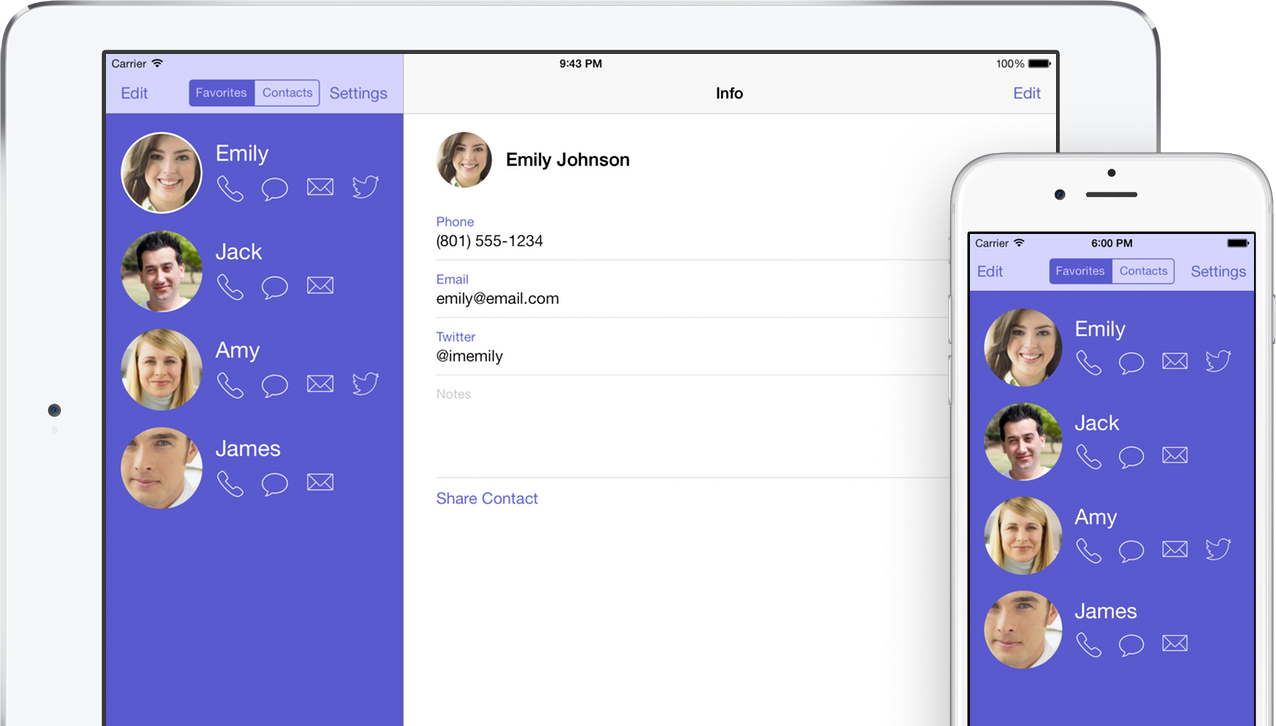 Carrier 9:43 PM 100%
Edit Favorites Contacts Settings Info Edit
Emily
Jack
Amy
James
Emily Johnson
Phone
(801) 555-1234
Email
emily@email.com
Twitter
@imemily
Notes
Share Contact
Carrier 6:00 PM
Edit Favorites Contacts Settings
Emily
Jack
Amy
James